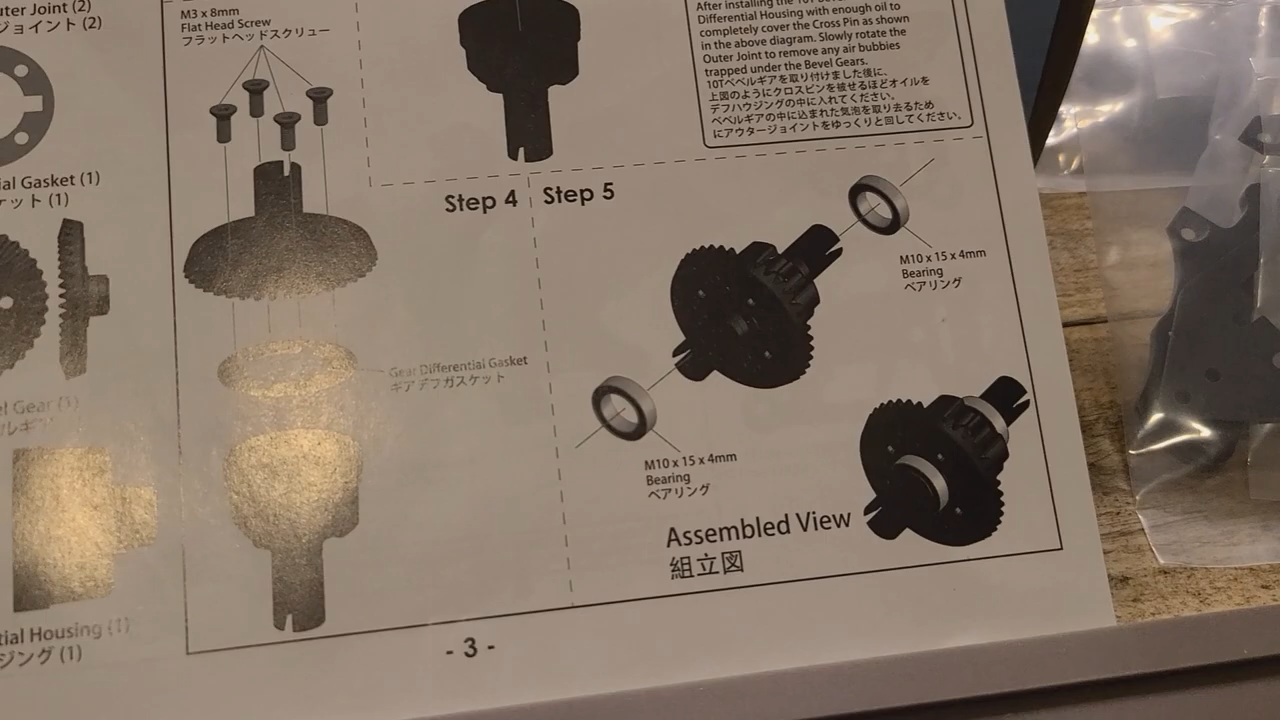 uter Joint (2)
ジョイント (2)
ial Gasket (1)
ケット (1)
el Gear (1)
ルギヤ
tial Housing (1)
ジング (1)
M3 x 8mm
Flat Head Screw
フラットヘッドスクリュー
Gear Differential Gasket
ギアデフガスケット
Step 4
After installing the 10T Bevel
Differential Housing with enough oil to
completely cover the Cross Pin as shown
in the above diagram. Slowly rotate the
Outer Joint to remove any air bubbies
trapped under the Bevel Gears.
10Tベベルギアを取り付けました後に、
上図のようにクロスピンを被せるほどオイルを
デフハウジングの中に入れてください。
ベベルギアの中に込まれた気泡を取り去るため
にアウタージョイントをゆっくりと回してください。
Step 5
M10 x 15 x 4mm
Bearing
ベアリング
M10 x 15 x 4mm
Bearing
ベアリング
Assembled View
組立図
- 3 -